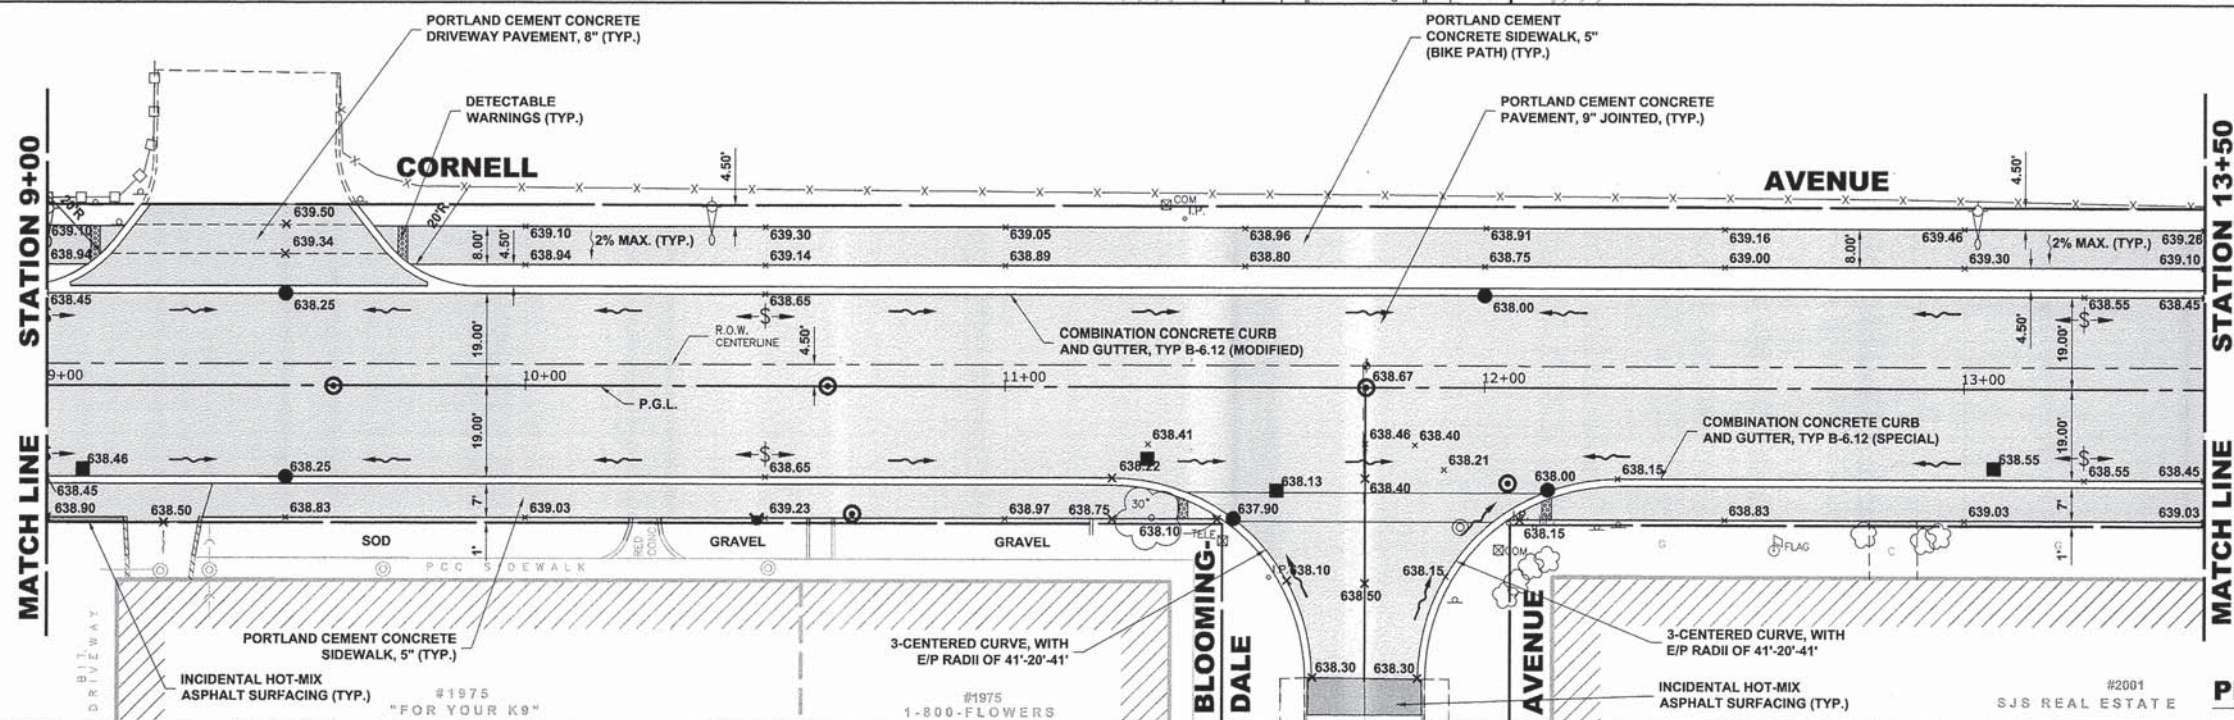 PORTLAND CEMENT CONCRETE
DRIVEWAY PAVEMENT, 8" (TYP.)
PORTLAND CEMENT
CONCRETE SIDEWALK, 5"
(BIKE PATH) (TYP.)
DETECTABLE
WARNINGS (TYP.)
PORTLAND CEMENT CONCRETE
PAVEMENT, 9" JOINTED, (TYP.)
CORNELL
AVENUE
STATION 9+00
STATION 13+50
MATCH LINE
MATCH LINE
4.50'
4.50'
20'R
20'R
COM
I.P.
639.50
639.34
639.10
638.94
639.10
638.94
8.00'
4.50'
2% MAX. (TYP.)
639.30
639.14
639.05
638.89
638.96
638.80
638.91
638.75
639.16
639.00
8.00'
639.46
639.30
2% MAX. (TYP.)
639.26
639.10
638.45
638.25
638.65
638.00
638.55
638.45
R.O.W.
CENTERLINE
4.50'
19.00'
COMBINATION CONCRETE CURB
AND GUTTER, TYP B-6.12 (MODIFIED)
4.50'
19.00'
9+00
10+00
11+00
638.67
12+00
13+00
P.G.L.
19.00'
19.00'
COMBINATION CONCRETE CURB
AND GUTTER, TYP B-6.12 (SPECIAL)
638.46
638.25
638.65
638.41
638.22
638.46
638.40
638.21
638.13
638.40
638.00
638.15
638.55
638.55
638.45
638.45
638.90
638.50
638.83
7'
639.03
639.23
638.97
638.75
30"
638.10
TELE
637.90
638.15
638.83
639.03
7'
639.03
SOD
1'
RED
CONC
GRAVEL
GRAVEL
COM
G
FLAG
C
1'
PCC SIDEWALK
I.P.
638.10
638.50
638.15
BIT.
DRIVEWAY
PORTLAND CEMENT CONCRETE
SIDEWALK, 5" (TYP.)
INCIDENTAL HOT-MIX
ASPHALT SURFACING (TYP.)
#1975
"FOR YOUR K9"
3-CENTERED CURVE, WITH
E/P RADII OF 41'-20'-41'
#1975
1-800-FLOWERS
BLOOMING-
DALE
AVENUE
638.30
638.30
3-CENTERED CURVE, WITH
E/P RADII OF 41'-20'-41'
INCIDENTAL HOT-MIX
ASPHALT SURFACING (TYP.)
#2001
SJS REAL ESTATE